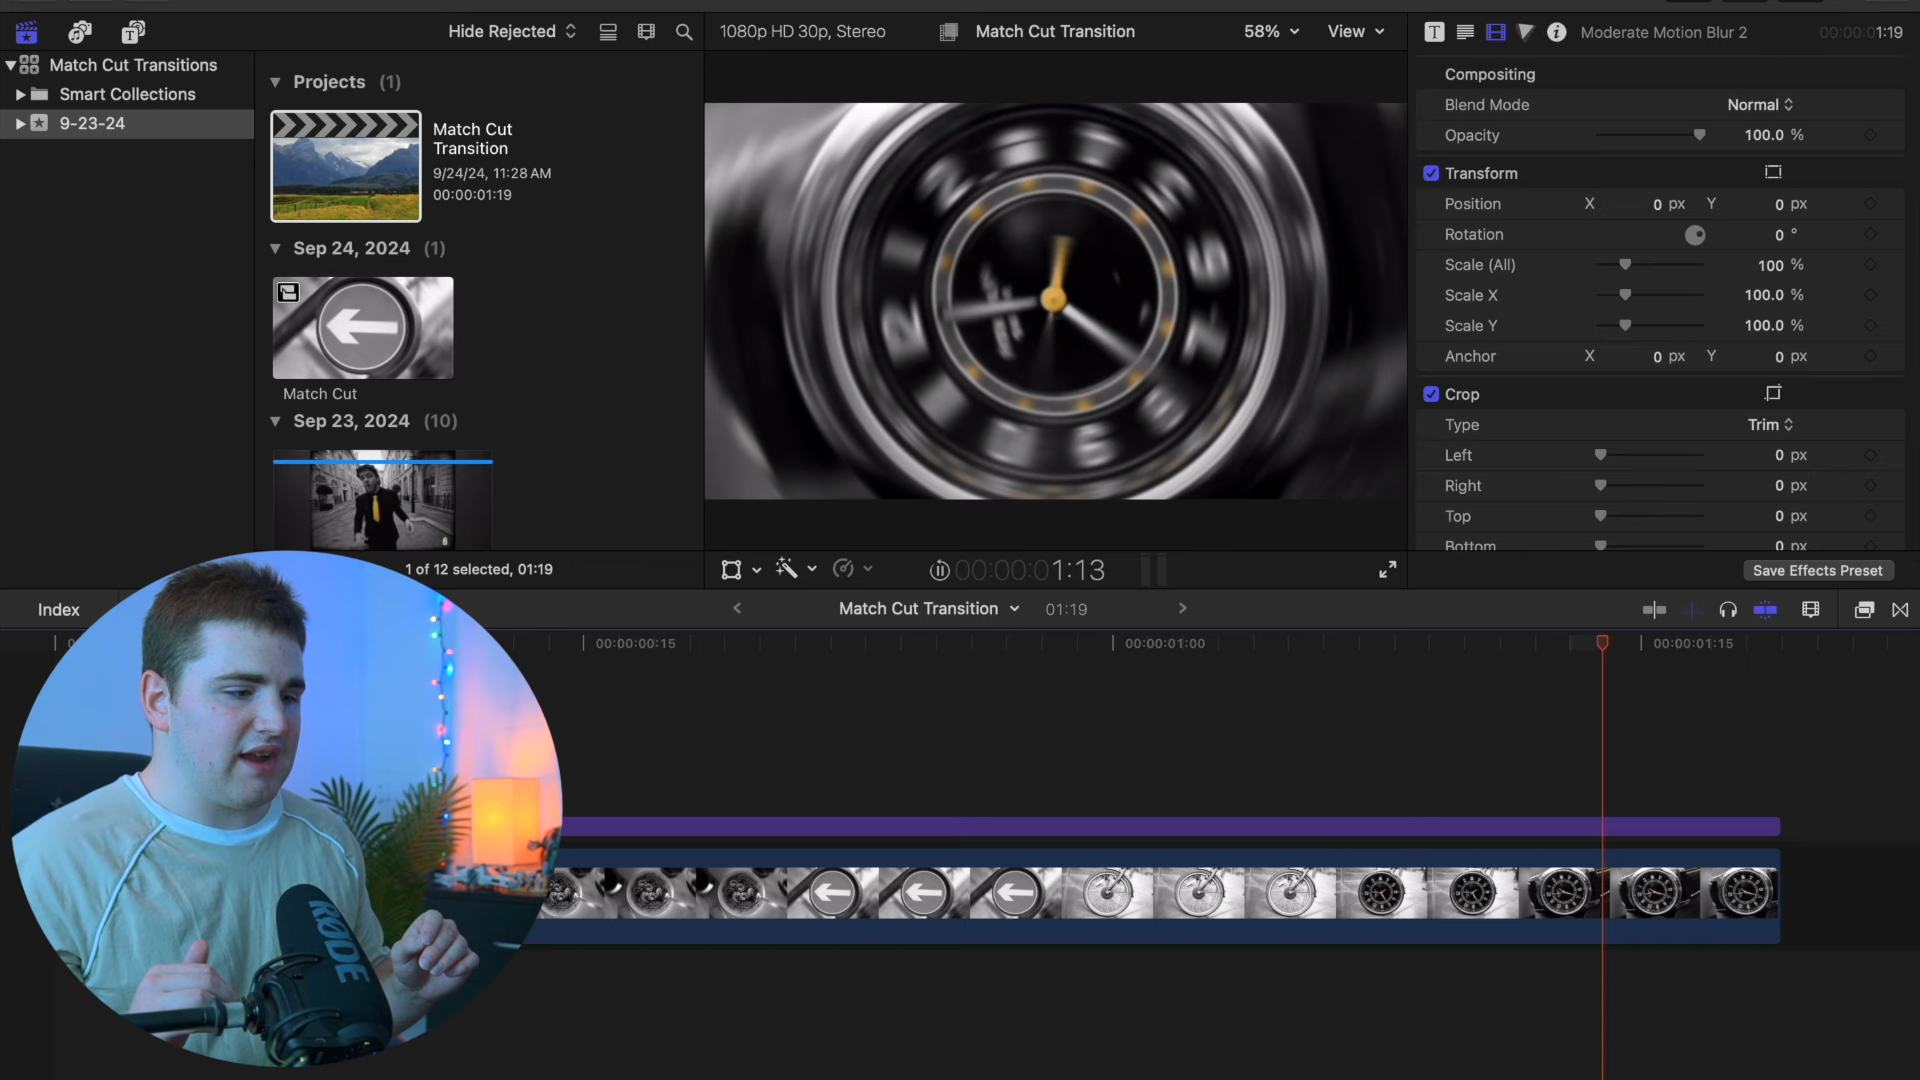 Hide Rejected
1080p HD 30p, Stereo
Match Cut Transition
58%
View
Moderate Motion Blur 2
00:00:01:19
Match Cut Transitions
Smart Collections
9-23-24
Projects (1)
Match Cut
Transition
9/24/24, 11:28 AM
00:00:01:19
Sep 24, 2024 (1)
Match Cut
Sep 23, 2024 (10)
1 of 12 selected, 01:19
Compositing
Blend Mode Normal
Opacity 100.0 %
Transform
Position X 0 px Y 0 px
Rotation 0 °
Scale (All) 100 %
Scale X 100.0 %
Scale Y 100.0 %
Anchor X 0 px Y 0 px
Crop
Type Trim
Left 0 px
Right 0 px
Top 0 px
Bottom 0 px
00:00:01:13
Save Effects Preset
Index
Match Cut Transition 01:19
00:00:00:15
00:00:01:00
00:00:01:15
RØDE